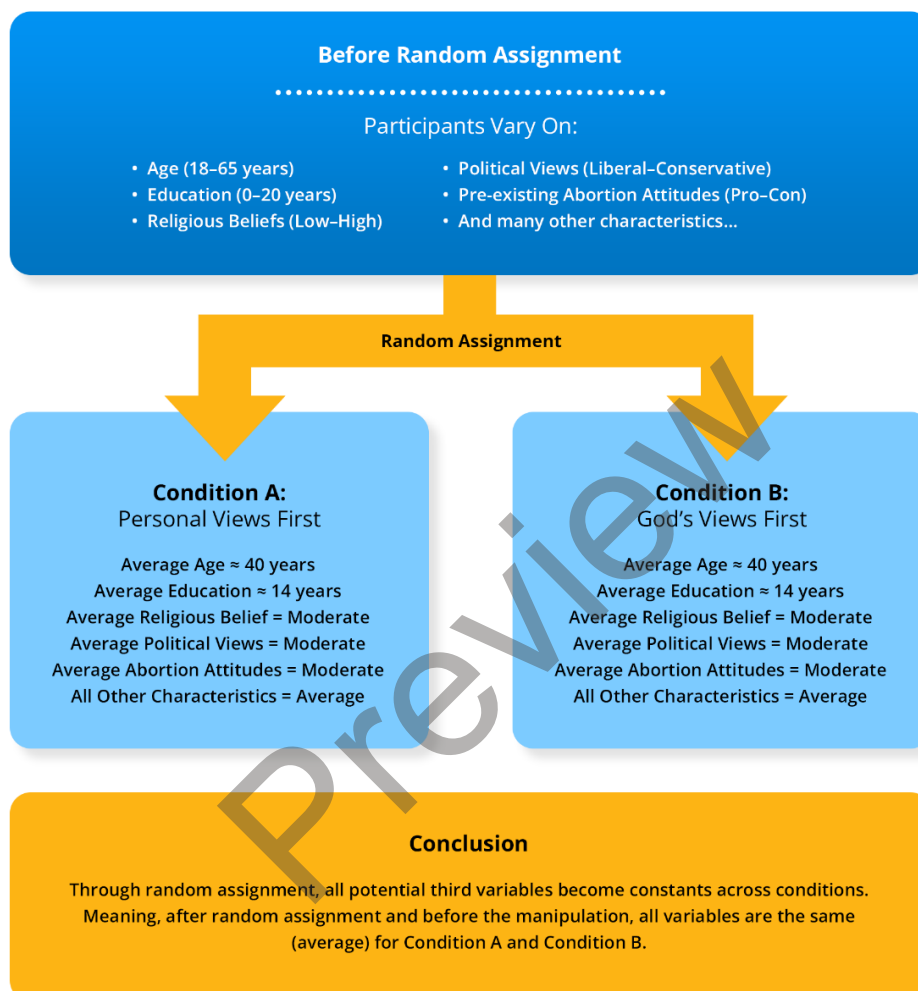 Before Random Assignment
Participants Vary On:
• Age (18–65 years)
• Education (0–20 years)
• Religious Beliefs (Low–High)
• Political Views (Liberal–Conservative)
• Pre-existing Abortion Attitudes (Pro–Con)
• And many other characteristics...
Random Assignment
Condition A:
Personal Views First
Average Age ≈ 40 years
Average Education ≈ 14 years
Average Religious Belief = Moderate
Average Political Views = Moderate
Average Abortion Attitudes = Moderate
All Other Characteristics = Average
Condition B:
God's Views First
Average Age ≈ 40 years
Average Education ≈ 14 years
Average Religious Belief = Moderate
Average Political Views = Moderate
Average Abortion Attitudes = Moderate
All Other Characteristics = Average
Preview
Conclusion
Through random assignment, all potential third variables become constants across conditions.
Meaning, after random assignment and before the manipulation, all variables are the same
(average) for Condition A and Condition B.